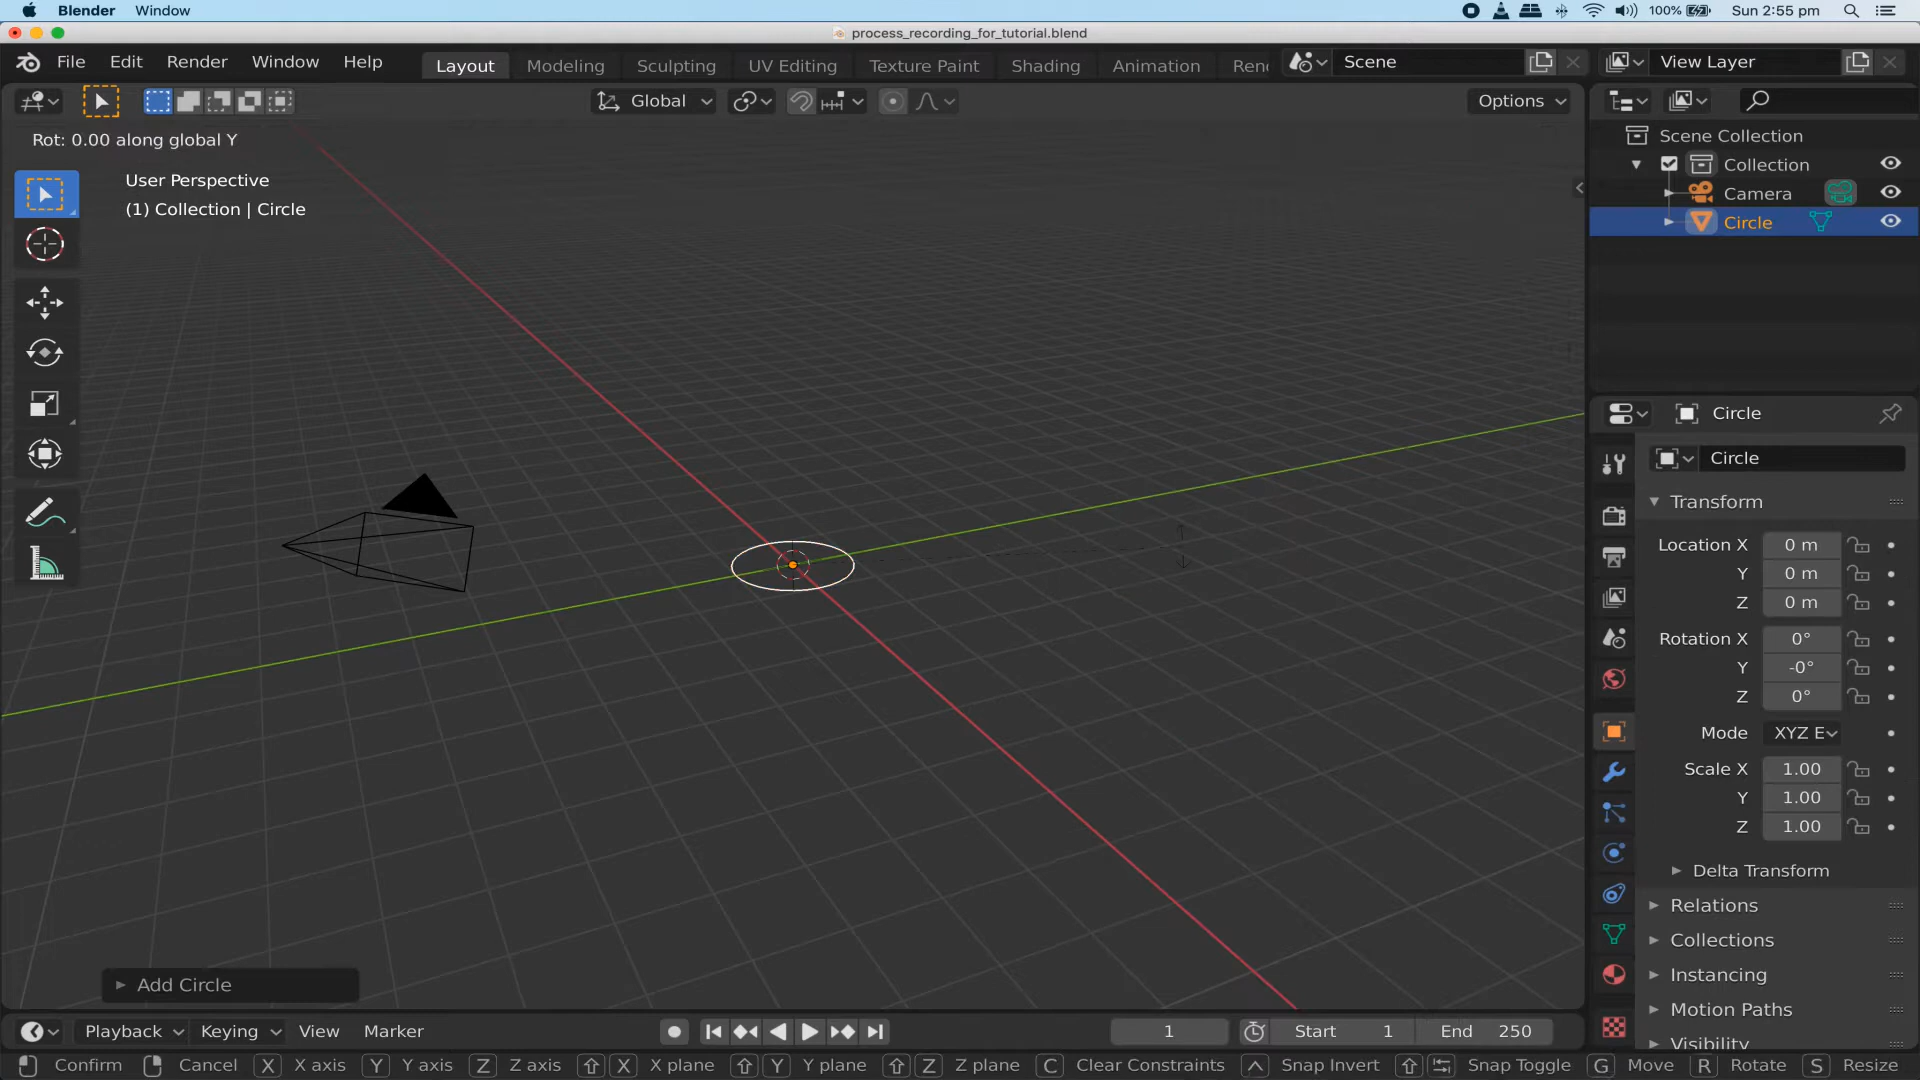 Blender Window
100% Sun 2:55 pm
process_recording_for_tutorial.blend
File Edit Render Window Help Layout Modeling Sculpting UV Editing Texture Paint Shading Animation Ren Scene View Layer
Global Options
Rot: 0.00 along global Y
User Perspective
(1) Collection | Circle
Scene Collection
Collection
Camera
Circle
Circle
Circle
Transform
Location X 0 m
Y 0 m
Z 0 m
Rotation X 0°
Y -0°
Z 0°
Mode XYZ E
Scale X 1.00
Y 1.00
Z 1.00
Delta Transform
Relations
Collections
Instancing
Motion Paths
Visibility
Add Circle
Playback Keying View Marker 1 Start 1 End 250
Confirm Cancel X X axis Y Y axis Z Z axis X X plane Y Y plane Z Z plane C Clear Constraints Snap Invert Snap Toggle G Move R Rotate S Resize